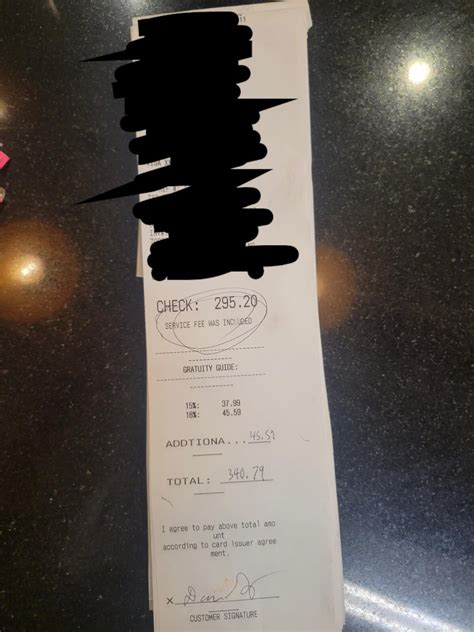 CHECK: 295.20
SERVICE FEE WAS INCLUDED
GRATUITY GUIDE:
15%: 37.99
18%: 45.59
ADDTIONA... 45.59
TOTAL: 340.79
I agree to pay above total amo
unt
according to card issuer agree
ment.
X
CUSTOMER SIGNATURE